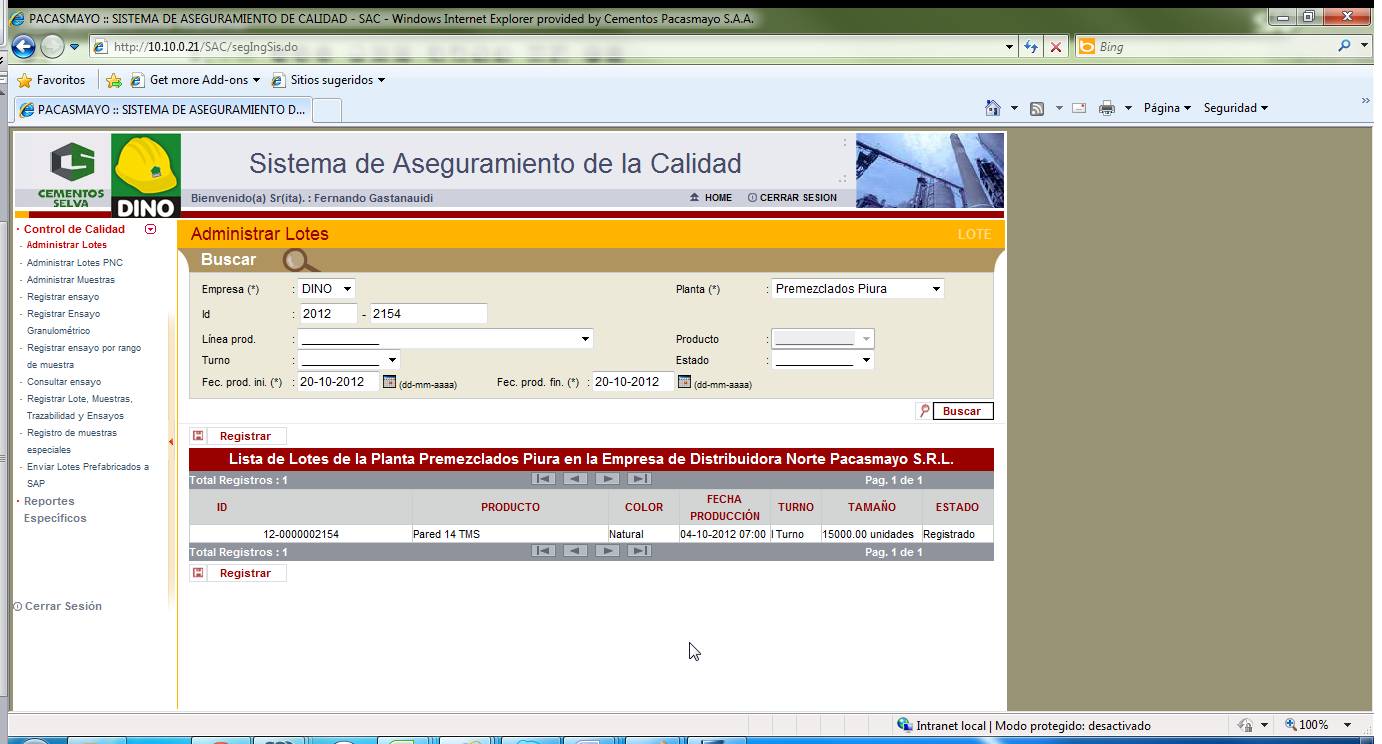 PACASMAYO :: SISTEMA DE ASEGURAMIENTO DE CALIDAD - SAC - Windows Internet Explorer provided by Cementos Pacasmayo S.A.A.
http://10.10.0.21/SAC/segIngSis.do
Bing
Favoritos Get more Add-ons Sitios sugeridos
PACASMAYO :: SISTEMA DE ASEGURAMIENTO D...
Página Seguridad
CEMENTOS SELVA
DINO
Sistema de Aseguramiento de la Calidad
Bienvenido(a) Sr(ita). : Fernando Gastanauidi HOME CERRAR SESION
Control de Calidad
- Administrar Lotes
- Administrar Lotes PNC
- Administrar Muestras
- Registrar ensayo
- Registrar Ensayo
Granulométrico
- Registrar ensayo por rango
de muestra
- Consultar ensayo
- Registrar Lote, Muestras,
Trazabilidad y Ensayos
- Registro de muestras
especiales
- Enviar Lotes Prefabricados a
SAP
Reportes
Específicos
Cerrar Sesión
Administrar Lotes LOTE
Buscar
Empresa (*) : DINO Planta (*) : Premezclados Piura
Id : 2012 - 2154
Línea prod. : Producto :
Turno : Estado :
Fec. prod. ini. (*) : 20-10-2012 (dd-mm-aaaa) Fec. prod. fin. (*) : 20-10-2012 (dd-mm-aaaa)
Buscar
Registrar
Lista de Lotes de la Planta Premezclados Piura en la Empresa de Distribuidora Norte Pacasmayo S.R.L.
Total Registros : 1 Pag. 1 de 1
ID PRODUCTO COLOR FECHA PRODUCCIÓN TURNO TAMAÑO ESTADO
12-0000002154 Pared 14 TMS Natural 04-10-2012 07:00 I Turno 15000.00 unidades Registrado
Total Registros : 1 Pag. 1 de 1
Registrar
Intranet local | Modo protegido: desactivado 100%